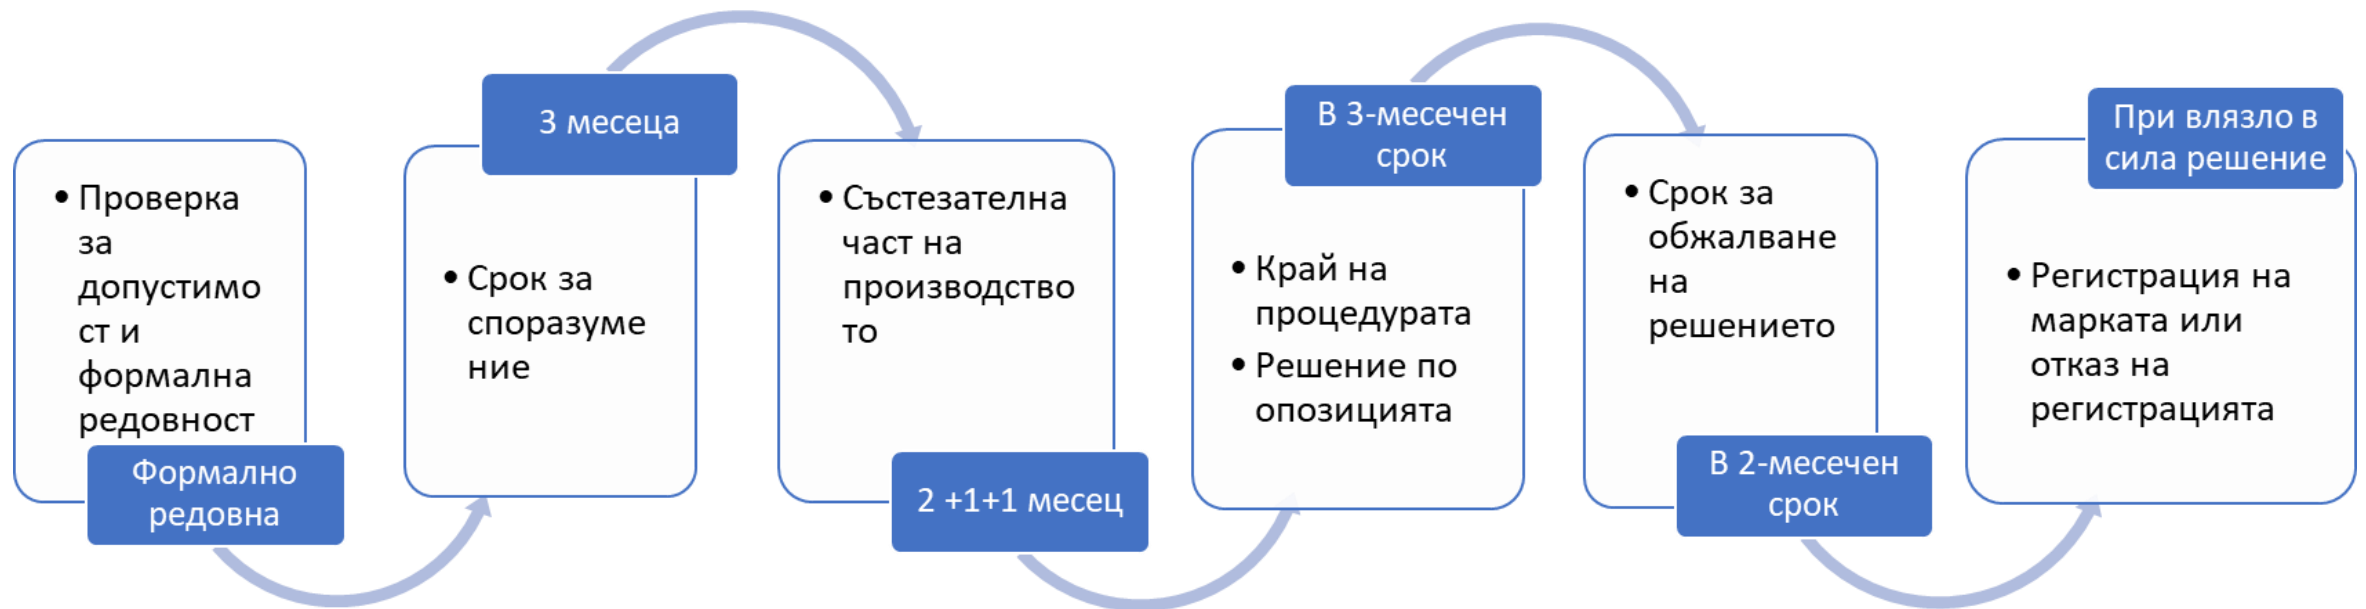 • Проверка
за
допустимо
ст и
формална
редовност
Формално
редовна
3 месеца
• Срок за
споразуме
ние
• Състезателна
част на
производство
то
2 +1+1 месец
В 3-месечен
срок
• Край на
процедурата
• Решение по
опозицията
• Срок за
обжалване
на
решението
В 2-месечен
срок
При влязло в
сила решение
• Регистрация на
марката или
отказ на
регистрацията